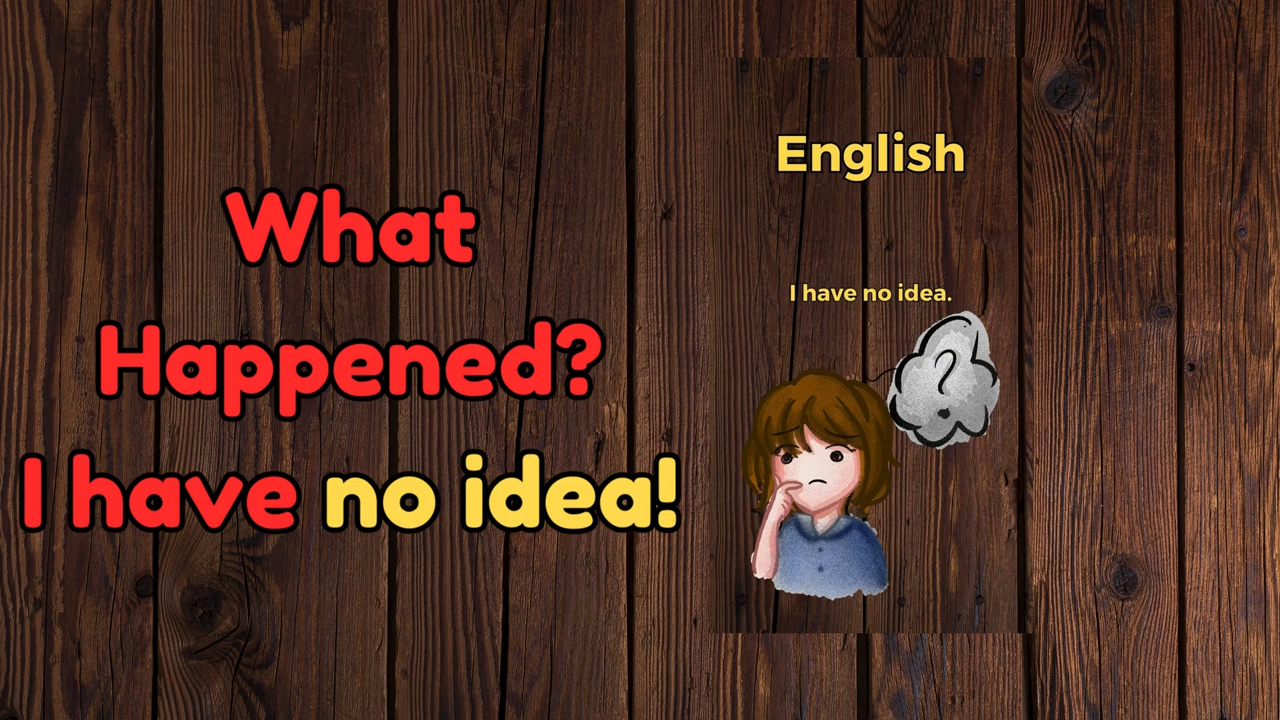 What
Happened?
I have no idea!
English
I have no idea.
?